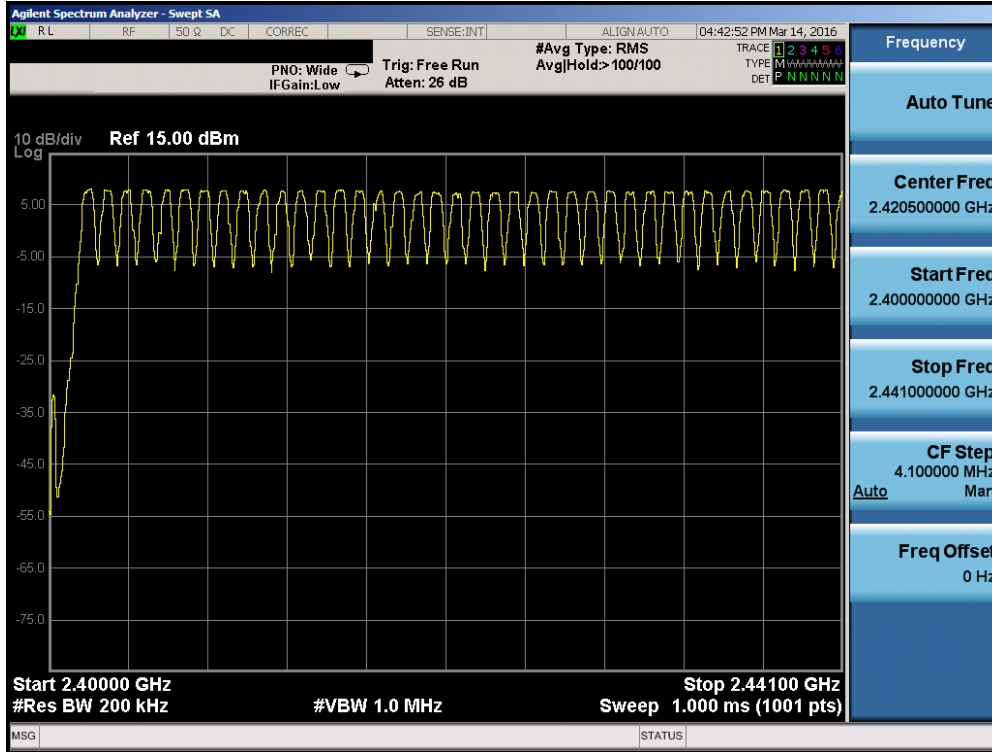 Agilent Spectrum Analyzer - Swept SA
LXI RL RF 50 Ω DC CORREC SENSE:INT ALIGN AUTO 04:42:52 PM Mar 14, 2016
#Avg Type: RMS TRACE 1 2 3 4 5 6
PNO: Wide Trig: Free Run Avg|Hold:>100/100 TYPE M WWWWW
IFGain:Low Atten: 26 dB DET P N N N N N
10 dB/div Ref 15.00 dBm
Log
5.00
-5.00
-15.0
-25.0
-35.0
-45.0
-55.0
-65.0
-75.0
Start 2.40000 GHz Stop 2.44100 GHz
#Res BW 200 kHz #VBW 1.0 MHz Sweep 1.000 ms (1001 pts)
MSG STATUS
Frequency
Auto Tune
Center Freq
2.420500000 GHz
Start Freq
2.400000000 GHz
Stop Freq
2.441000000 GHz
CF Step
4.100000 MHz
Auto Man
Freq Offset
0 Hz